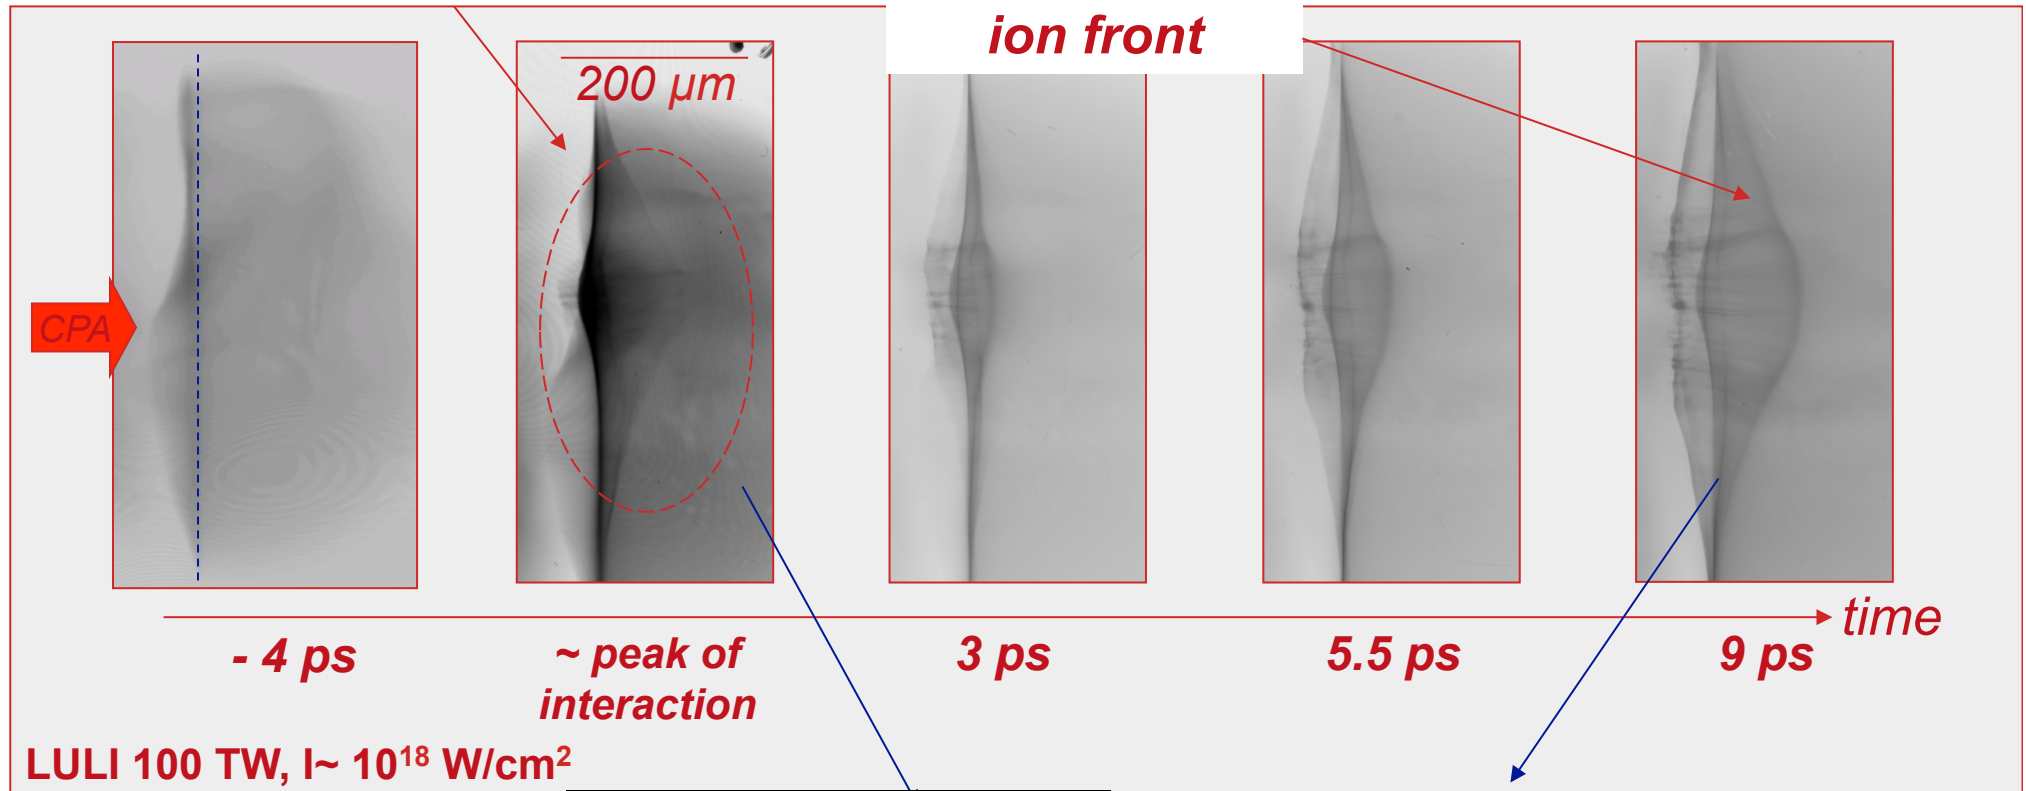 ion front
200 µm
CPA
time
- 4 ps
~ peak of
interaction
3 ps
5.5 ps
9 ps
LULI 100 TW, I~ 10¹⁸ W/cm²